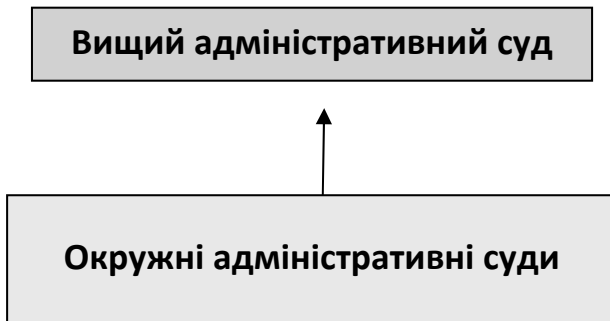 Вищий адміністративний суд
Окружні адміністративні суди